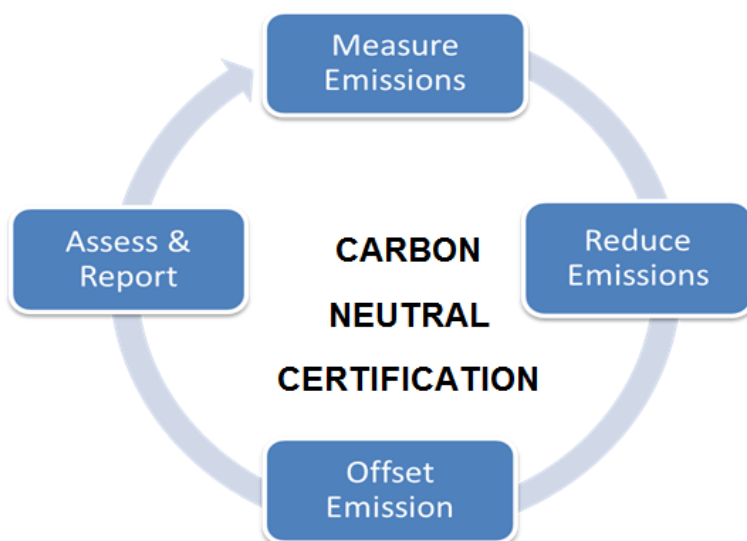 Measure
Emissions
Assess &
Report
CARBON
NEUTRAL
CERTIFICATION
Reduce
Emissions
Offset
Emission